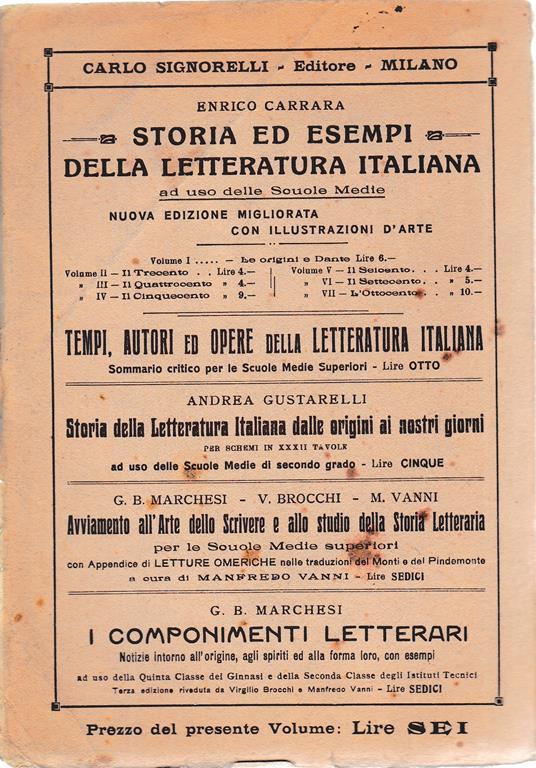 CARLO SIGNORELLI - Editore - MILANO
ENRICO CARRARA
STORIA ED ESEMPI
DELLA LETTERATURA ITALIANA
ad uso delle Scuole Medie
NUOVA EDIZIONE MIGLIORATA
CON ILLUSTRAZIONI D'ARTE
Volume I ..... — Le origini e Dante Lire 6.—
Volume II — Il Trecento . . Lire 4.—
" III — Il Quattrocento " 4.—
" IV — Il Cinquecento " 9.—
Volume V — Il Seicento. . . Lire 4.—
" VI — Il Settecento. . . " 5.—
" VII — L'Ottocento. . . " 10.—
TEMPI, AUTORI ED OPERE DELLA LETTERATURA ITALIANA
Sommario critico per le Scuole Medie Superiori - Lire OTTO
ANDREA GUSTARELLI
Storia della Letteratura Italiana dalle origini ai nostri giorni
PER SCHEMI IN XXXII TAVOLE
ad uso delle Scuole Medie di secondo grado - Lire CINQUE
G. B. MARCHESI - V. BROCCHI - M. VANNI
Avviamento all'Arte dello Scrivere e allo studio della Storia Letteraria
per le Scuole Medie superiori
con Appendice di LETTURE OMERICHE nelle traduzioni del Monti e del Pindemonte
a cura di MANFREDO VANNI - Lire SEDICI
G. B. MARCHESI
I COMPONIMENTI LETTERARI
Notizie intorno all'origine, agli spiriti ed alla forma loro, con esempi
ad uso della Quinta Classe dei Ginnasi e della Seconda Classe degli Istituti Tecnici
Terza edizione riveduta da Virgilio Brocchi e Manfredo Vanni - Lire SEDICI
Prezzo del presente Volume: Lire SEI